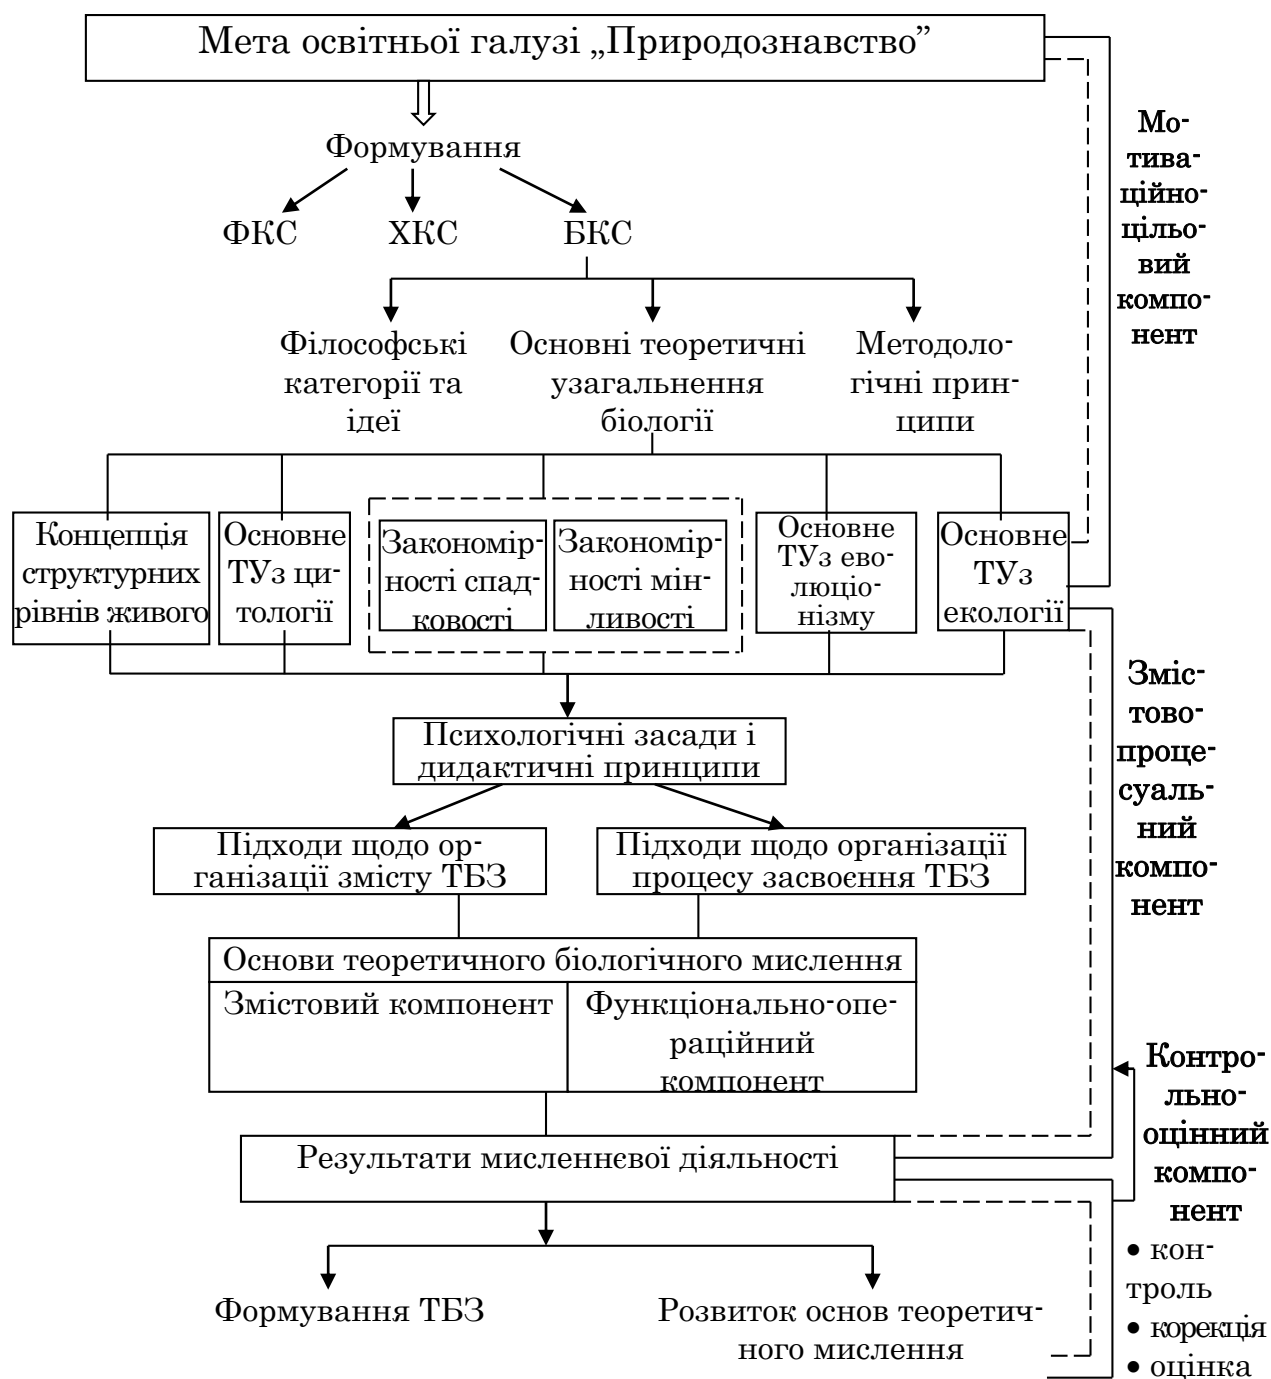 Мета освітньої галузі „Природознавство”
Формування
ФКС
ХКС
БКС
Філософські
категорії та
ідеї
Основні теоретичні
узагальнення
біології
Методоло-
гічні прин-
ципи
Мо-
тива-
ційно-
цільо-
вий
компо-
нент
Концепція
структурних
рівнів живого
Основне
ТУз ци-
тології
Закономір-
ності спад-
ковості
Закономір-
ності мін-
ливості
Основне
ТУз ево-
люціо-
нізму
Основне
ТУз
екології
Психологічні засади і
дидактичні принципи
Підходи щодо ор-
ганізації змісту ТБЗ
Підходи щодо організації
процесу засвоєння ТБЗ
Зміс-
тово-
проце-
суаль-
ний
компо-
нент
Основи теоретичного біологічного мислення
Змістовий компонент
Функціонально-опе-
раційний
компонент
Результати мисленнєвої діяльності
Формування ТБЗ
Розвиток основ теоретич-
ного мислення
Контро-
льно-
оцінний
компо-
нент
• кон-
троль
• корекція
• оцінка